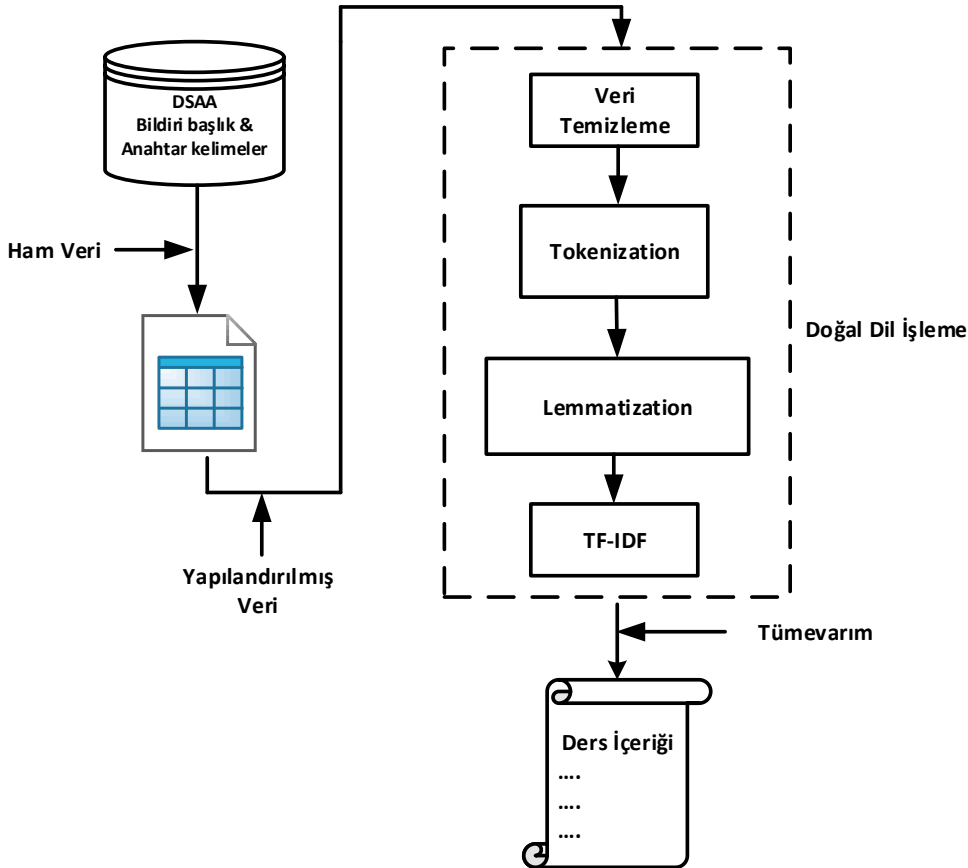 DSAA
Bildiri başlık &
Anahtar kelimeler
Ham Veri
Yapılandırılmış
Veri
Veri
Temizleme
Tokenization
Lemmatization
TF-IDF
Doğal Dil İşleme
Tümevarım
Ders İçeriği
....
....
....